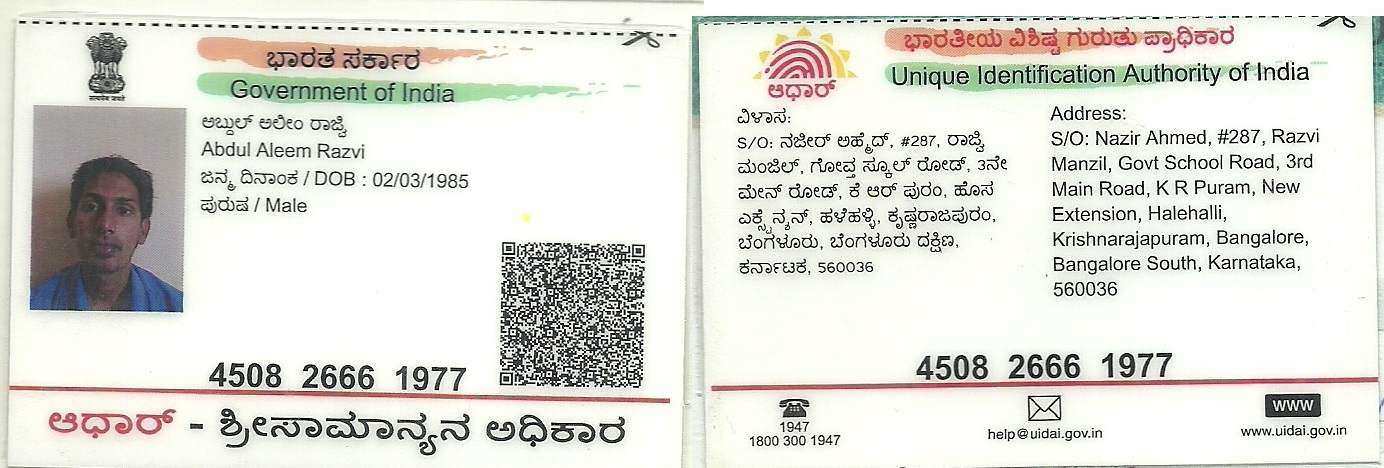 ಭಾರತ ಸರ್ಕಾರ
Government of India
ಅಬ್ದುಲ್ ಅಲೀಂ ರಾಜ್ವಿ
Abdul Aleem Razvi
ಜನ್ಮ ದಿನಾಂಕ / DOB : 02/03/1985
ಪುರುಷ / Male
4508 2666 1977
ಆಧಾರ್ - ಶ್ರೀಸಾಮಾನ್ಯನ ಅಧಿಕಾರ
ಭಾರತೀಯ ವಿಶಿಷ್ಟ ಗುರುತು ಪ್ರಾಧಿಕಾರ
Unique Identification Authority of India
ಆಧಾರ್
ವಿಳಾಸ:
S/O: ನಜೀರ್ ಅಹ್ಮೆದ್, #287, ರಾಜ್ವಿ
ಮಂಜಿಲ್, ಗೋವ್ತ ಸ್ಕೂಲ್ ರೋಡ್, 3ನೇ
ಮೇನ್ ರೋಡ್, ಕೆ ಆರ್ ಪುರಂ, ಹೊಸ
ಎಕ್ಸ್ಟೆನ್ಶನ್, ಹಳೆಹಳ್ಳಿ, ಕೃಷ್ಣರಾಜಪುರಂ,
ಬೆಂಗಳೂರು, ಬೆಂಗಳೂರು ದಕ್ಷಿಣ,
ಕರ್ನಾಟಕ, 560036
Address:
S/O: Nazir Ahmed, #287, Razvi
Manzil, Govt School Road, 3rd
Main Road, K R Puram, New
Extension, Halehalli,
Krishnarajapuram, Bangalore,
Bangalore South, Karnataka,
560036
4508 2666 1977
1947
1800 300 1947
help@uidai.gov.in
www
www.uidai.gov.in